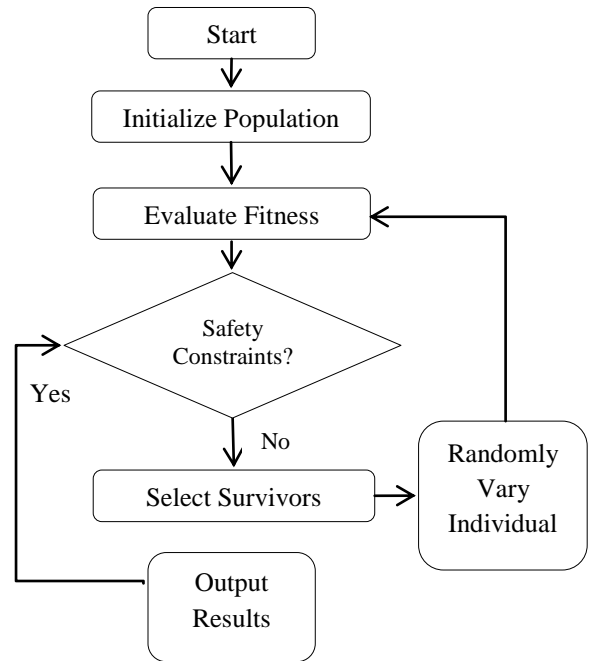 Start
Initialize Population
Evaluate Fitness
Safety
Constraints?
Yes
No
Select Survivors
Randomly
Vary
Individual
Output
Results